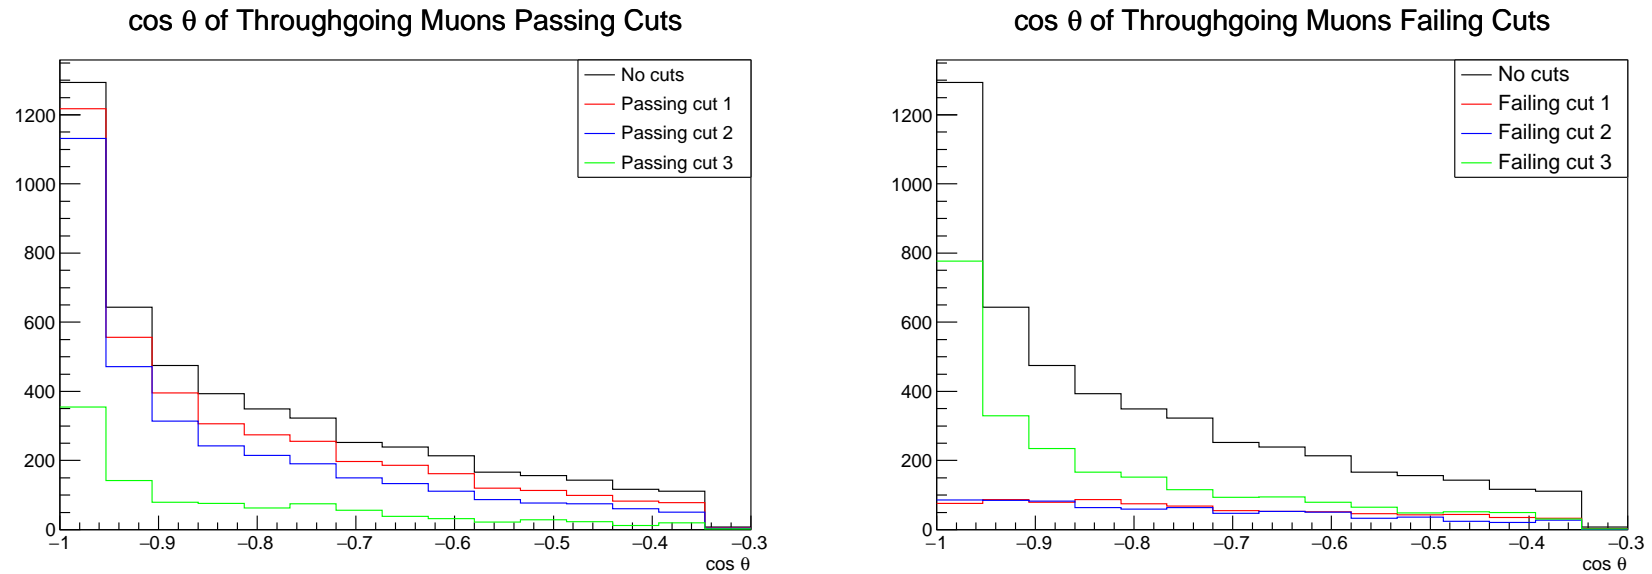 cos θ of Throughgoing Muons Passing Cuts
No cuts
Passing cut 1
Passing cut 2
Passing cut 3
1200
1000
800
600
400
200
0
−1
−0.9
−0.8
−0.7
−0.6
−0.5
−0.4
−0.3
cos θ
cos θ of Throughgoing Muons Failing Cuts
No cuts
Failing cut 1
Failing cut 2
Failing cut 3
1200
1000
800
600
400
200
0
−1
−0.9
−0.8
−0.7
−0.6
−0.5
−0.4
−0.3
cos θ